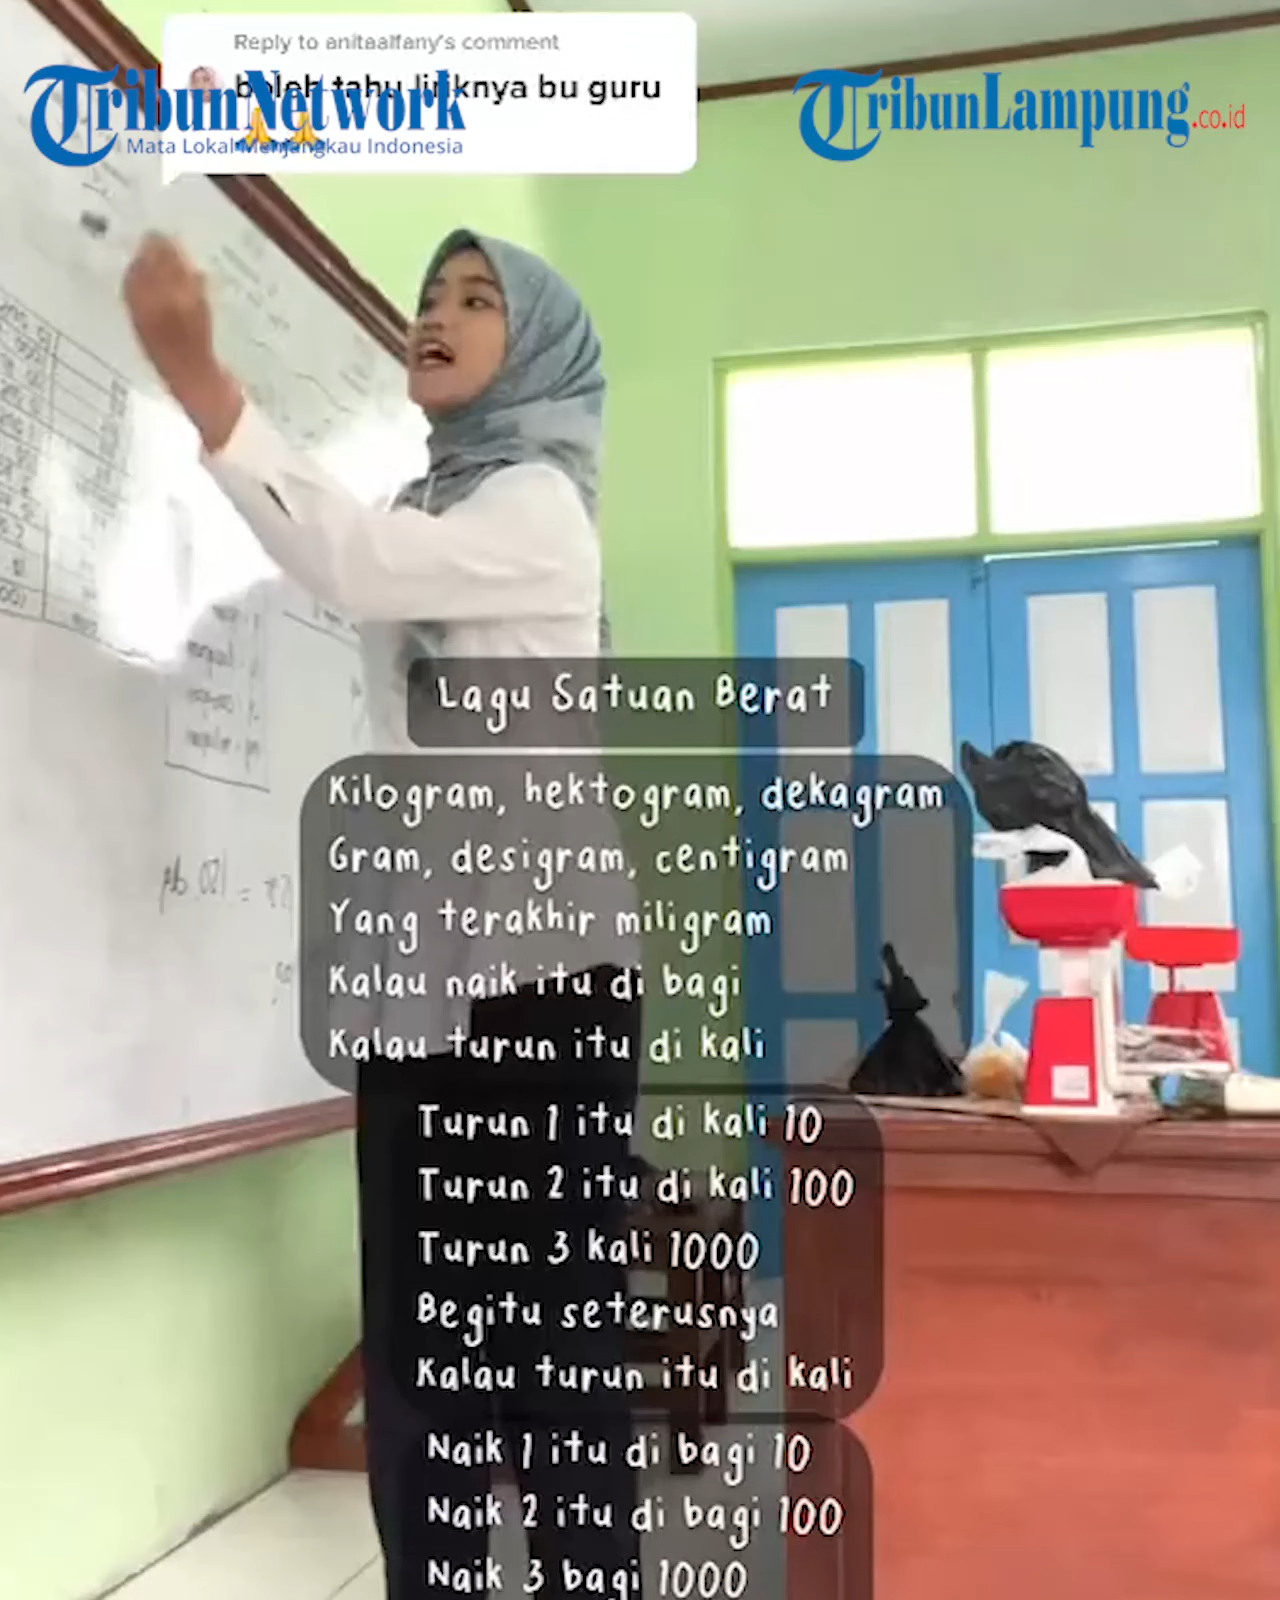 Reply to anitaalfany's comment
boleh tahu liriknya bu guru
🙏🙏
TribunNetwork
Mata Lokal Menjangkau Indonesia
TribunLampung.co.id
Lagu Satuan Berat
Kilogram, hektogram, dekagram
Gram, desigram, centigram
Yang terakhir miligram
Kalau naik itu di bagi
Kalau turun itu di kali
Turun 1 itu di kali 10
Turun 2 itu di kali 100
Turun 3 kali 1000
Begitu seterusnya
Kalau turun itu di kali
Naik 1 itu di bagi 10
Naik 2 itu di bagi 100
Naik 3 bagi 1000